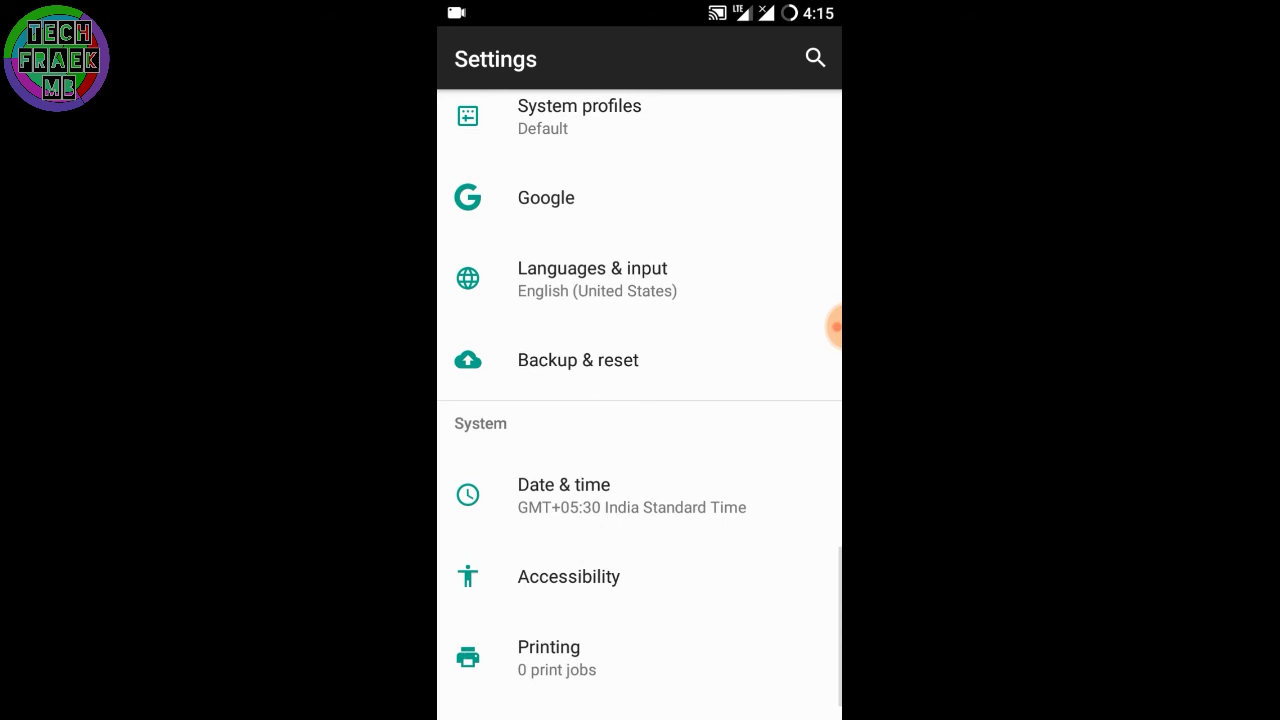 TECH
FRAEK
MB
LTE
4:15
Settings
System profiles
Default
Google
Languages & input
English (United States)
Backup & reset
System
Date & time
GMT+05:30 India Standard Time
Accessibility
Printing
0 print jobs